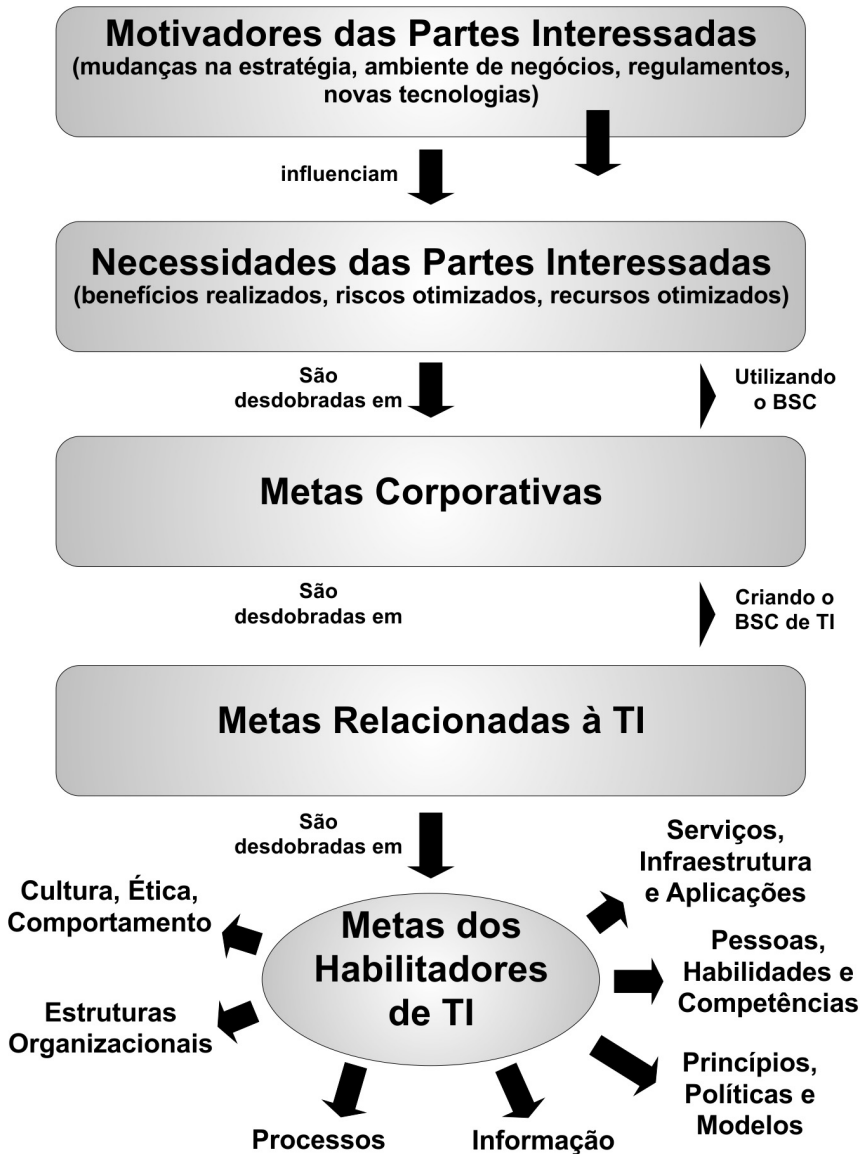 Motivadores das Partes Interessadas
(mudanças na estratégia, ambiente de negócios, regulamentos,
novas tecnologias)
influenciam
Necessidades das Partes Interessadas
(benefícios realizados, riscos otimizados, recursos otimizados)
São
desdobradas em
Utilizando
o BSC
Metas Corporativas
São
desdobradas em
Criando o
BSC de TI
Metas Relacionadas à TI
São
desdobradas em
Metas dos
Habilitadores
de TI
Cultura, Ética,
Comportamento
Estruturas
Organizacionais
Processos
Informação
Serviços,
Infraestrutura
e Aplicações
Pessoas,
Habilidades e
Competências
Princípios,
Políticas e
Modelos